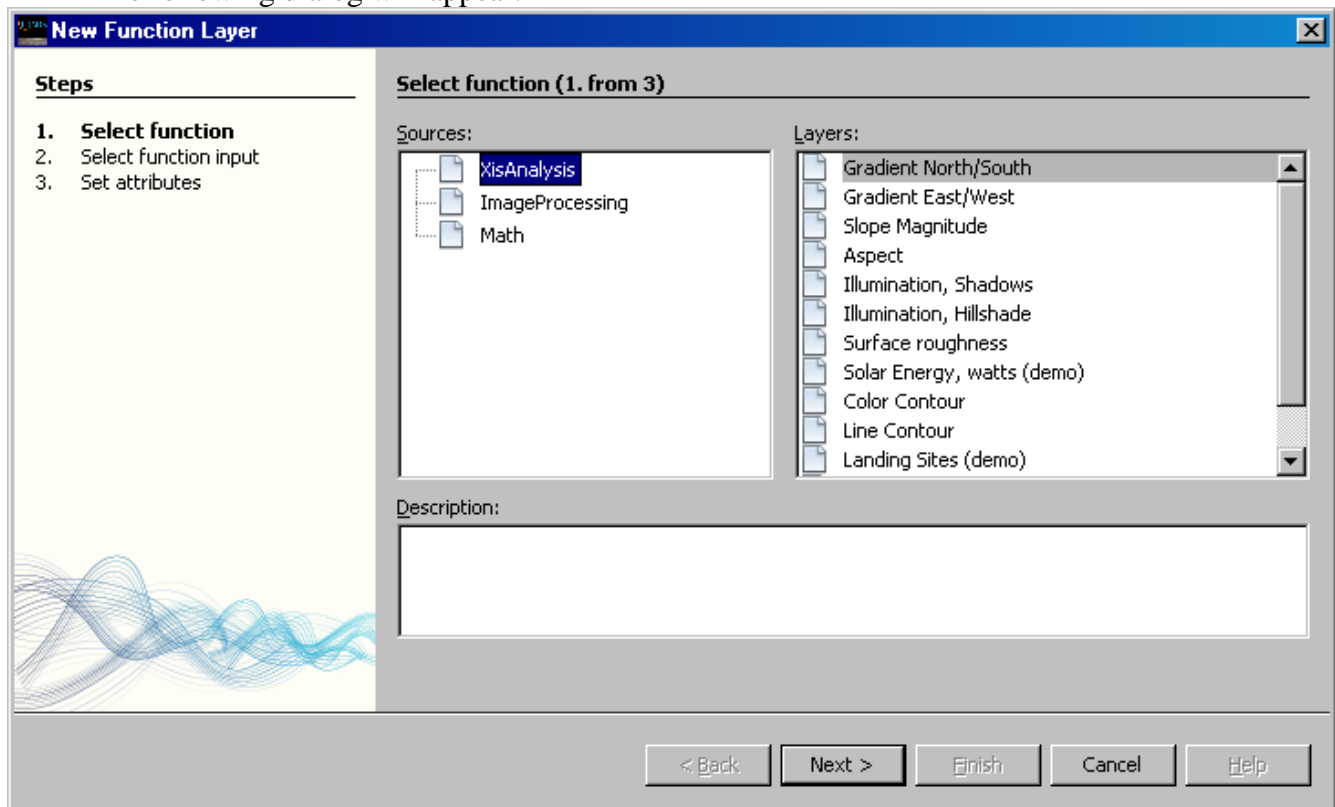 New Function Layer
Steps
1. Select function
2. Select function input
3. Set attributes
Select function (1. from 3)
Sources:
XisAnalysis
ImageProcessing
Math
Layers:
Gradient North/South
Gradient East/West
Slope Magnitude
Aspect
Illumination, Shadows
Illumination, Hillshade
Surface roughness
Solar Energy, watts (demo)
Color Contour
Line Contour
Landing Sites (demo)
Description:
< Back
Next >
Finish
Cancel
Help